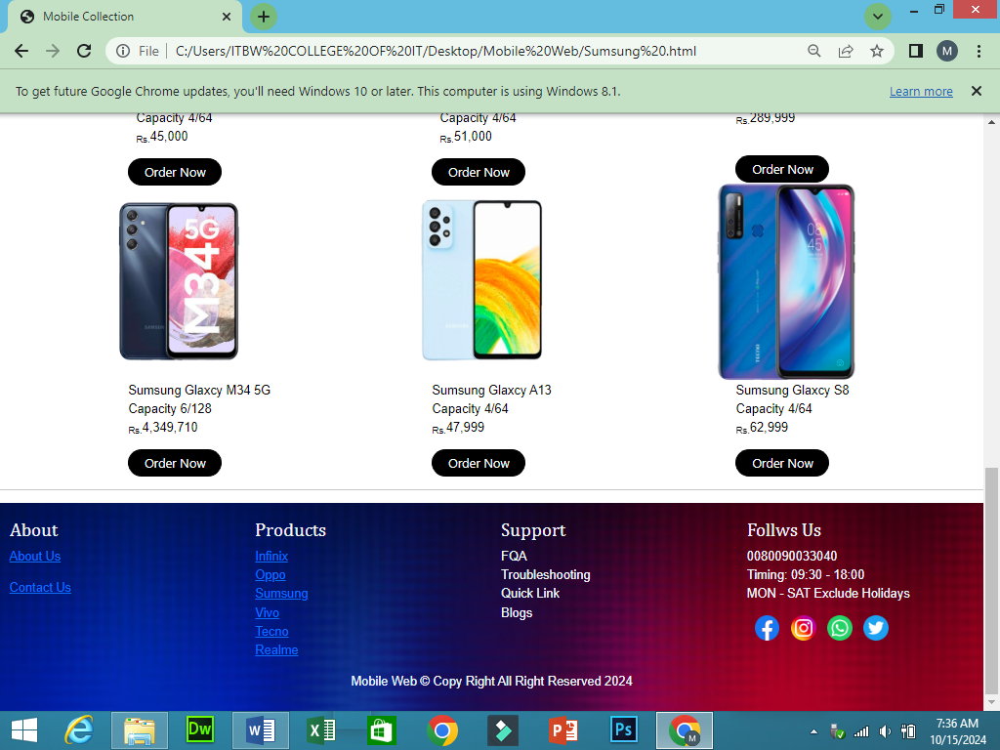 Mobile Collection
File
C:/Users/ITBW%20COLLEGE%20OF%20IT/Desktop/Mobile%20Web/Sumsung%20.html
M
To get future Google Chrome updates, you'll need Windows 10 or later. This computer is using Windows 8.1.
Learn more
Capacity 4/64
Rs.45,000
Order Now
Capacity 4/64
Rs.51,000
Order Now
Rs.289,999
Order Now
5G
M34
SAMSUNG
Sumsung Glaxcy M34 5G
Capacity 6/128
Rs.4,349,710
Order Now
Sumsung Glaxcy A13
Capacity 4/64
Rs.47,999
Order Now
08
45
TECNO
Sumsung Glaxcy S8
Capacity 4/64
Rs.62,999
Order Now
About
About Us
Contact Us
Products
Infinix
Oppo
Sumsung
Vivo
Tecno
Realme
Support
FQA
Troubleshooting
Quick Link
Blogs
Follws Us
0080090033040
Timing: 09:30 - 18:00
MON - SAT Exclude Holidays
Mobile Web © Copy Right All Right Reserved 2024
Dw
W
X
P
Ps
M
7:36 AM
10/15/2024